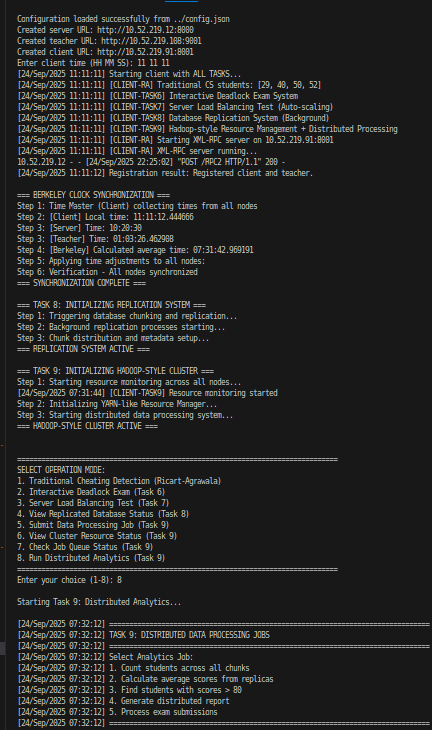 Configuration loaded successfully from ../config.json
Created server URL: http://10.52.219.12:8000
Created teacher URL: http://10.52.219.108:9001
Created client URL: http://10.52.219.91:8001
Enter client time (HH MM SS): 11 11 11
[24/Sep/2025 11:11:11] Starting client with ALL TASKS...
[24/Sep/2025 11:11:11] [CLIENT-RA] Traditional CS students: [29, 40, 50, 52]
[24/Sep/2025 11:11:11] [CLIENT-TASK6] Interactive Deadlock Exam System
[24/Sep/2025 11:11:11] [CLIENT-TASK7] Server Load Balancing Test (Auto-scaling)
[24/Sep/2025 11:11:11] [CLIENT-TASK8] Database Replication System (Background)
[24/Sep/2025 11:11:11] [CLIENT-TASK9] Hadoop-style Resource Management + Distributed Processing
[24/Sep/2025 11:11:11] [CLIENT-RA] Starting XML-RPC server on 10.52.219.91:8001
[24/Sep/2025 11:11:11] [CLIENT-RA] XML-RPC server running...
10.52.219.12 - - [24/Sep/2025 22:25:02] "POST /RPC2 HTTP/1.1" 200 -
[24/Sep/2025 11:11:12] Registration result: Registered client and teacher.

=== BERKELEY CLOCK SYNCHRONIZATION ===
Step 1: Time Master (Client) collecting times from all nodes
Step 2: [Client] Local time: 11:11:12.444666
Step 3: [Server] Time: 10:20:30
Step 3: [Teacher] Time: 01:03:26.462908
Step 4: [Berkeley] Calculated average time: 07:31:42.969191
Step 5: Applying time adjustments to all nodes:
Step 6: Verification - All nodes synchronized
=== SYNCHRONIZATION COMPLETE ===

=== TASK 8: INITIALIZING REPLICATION SYSTEM ===
Step 1: Triggering database chunking and replication...
Step 2: Background replication processes starting...
Step 3: Chunk distribution and metadata setup...
=== REPLICATION SYSTEM ACTIVE ===

=== TASK 9: INITIALIZING HADOOP-STYLE CLUSTER ===
Step 1: Starting resource monitoring across all nodes...
[24/Sep/2025 07:31:44] [CLIENT-TASK9] Resource monitoring started
Step 2: Initializing YARN-like Resource Manager...
Step 3: Starting distributed data processing system...
=== HADOOP-STYLE CLUSTER ACTIVE ===

================================================================================
SELECT OPERATION MODE:
1. Traditional Cheating Detection (Ricart-Agrawala)
2. Interactive Deadlock Exam (Task 6)
3. Server Load Balancing Test (Task 7)
4. View Replicated Database Status (Task 8)
5. Submit Data Processing Job (Task 9)
6. View Cluster Resource Status (Task 9)
7. Check Job Queue Status (Task 9)
8. Run Distributed Analytics (Task 9)
================================================================================
Enter your choice (1-8): 8

Starting Task 9: Distributed Analytics...

[24/Sep/2025 07:32:12] ================================================================================
[24/Sep/2025 07:32:12] TASK 9: DISTRIBUTED DATA PROCESSING JOBS
[24/Sep/2025 07:32:12] ================================================================================
[24/Sep/2025 07:32:12] Select Analytics Job:
[24/Sep/2025 07:32:12] 1. Count students across all chunks
[24/Sep/2025 07:32:12] 2. Calculate average scores from replicas
[24/Sep/2025 07:32:12] 3. Find students with scores > 80
[24/Sep/2025 07:32:12] 4. Generate distributed report
[24/Sep/2025 07:32:12] 5. Process exam submissions
[24/Sep/2025 07:32:12] ================================================================================